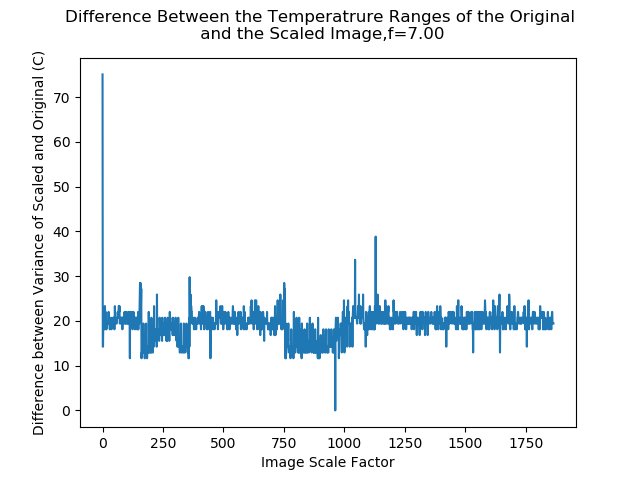 Difference Between the Temperatrure Ranges of the Original
and the Scaled Image,f=7.00
Difference between Variance of Scaled and Original (C)
70
60
50
40
30
20
10
0
0 250 500 750 1000 1250 1500 1750
Image Scale Factor